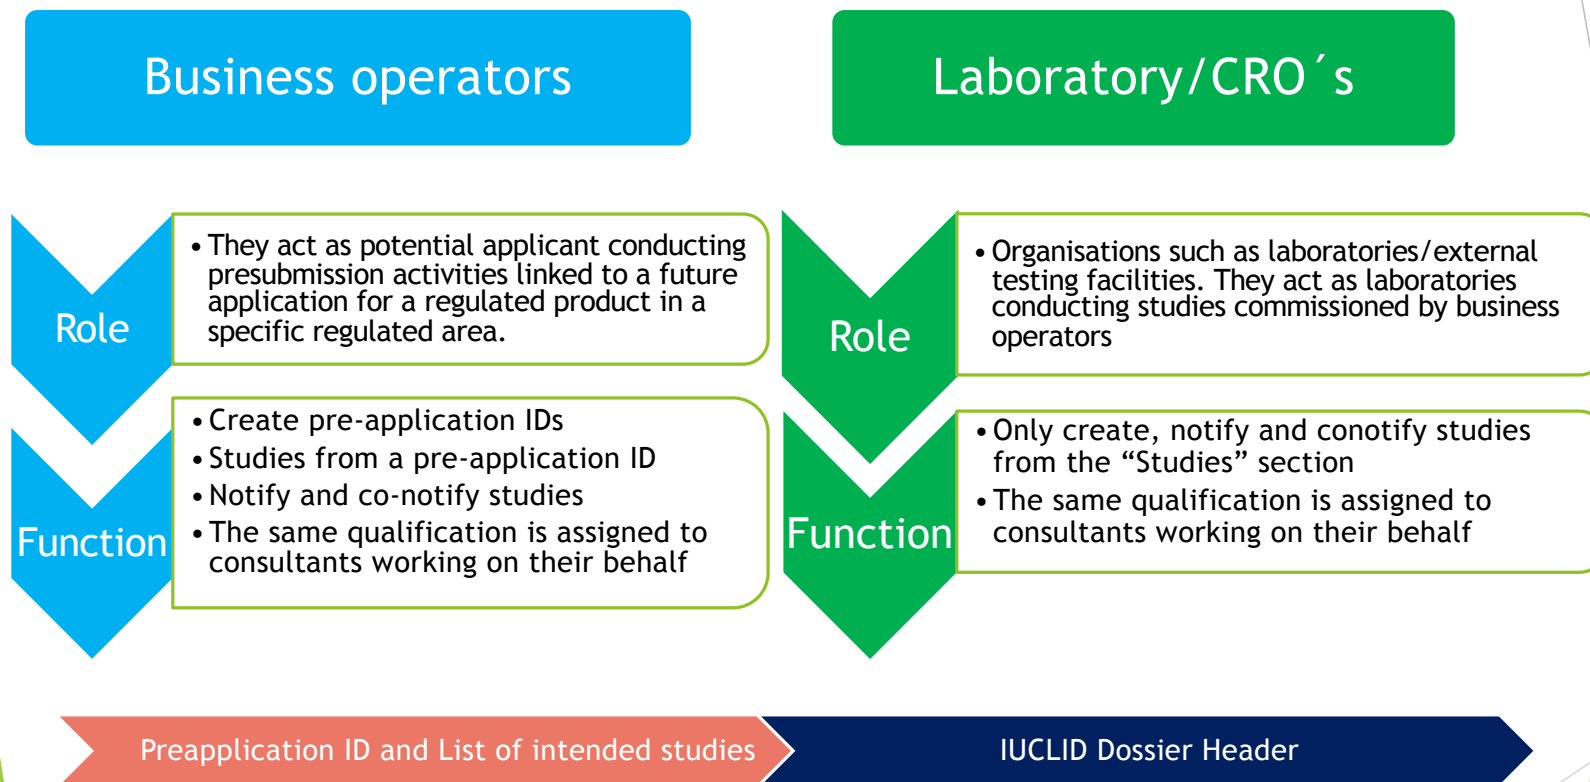 Business operators
Laboratory/CRO´s
Role
• They act as potential applicant conducting
presubmission activities linked to a future
application for a regulated product in a
specific regulated area.
Function
• Create pre-application IDs
• Studies from a pre-application ID
• Notify and co-notify studies
• The same qualification is assigned to
consultants working on their behalf
Role
• Organisations such as laboratories/external
testing facilities. They act as laboratories
conducting studies commissioned by business
operators
Function
• Only create, notify and conotify studies
from the “Studies” section
• The same qualification is assigned to
consultants working on their behalf
Preapplication ID and List of intended studies
IUCLID Dossier Header